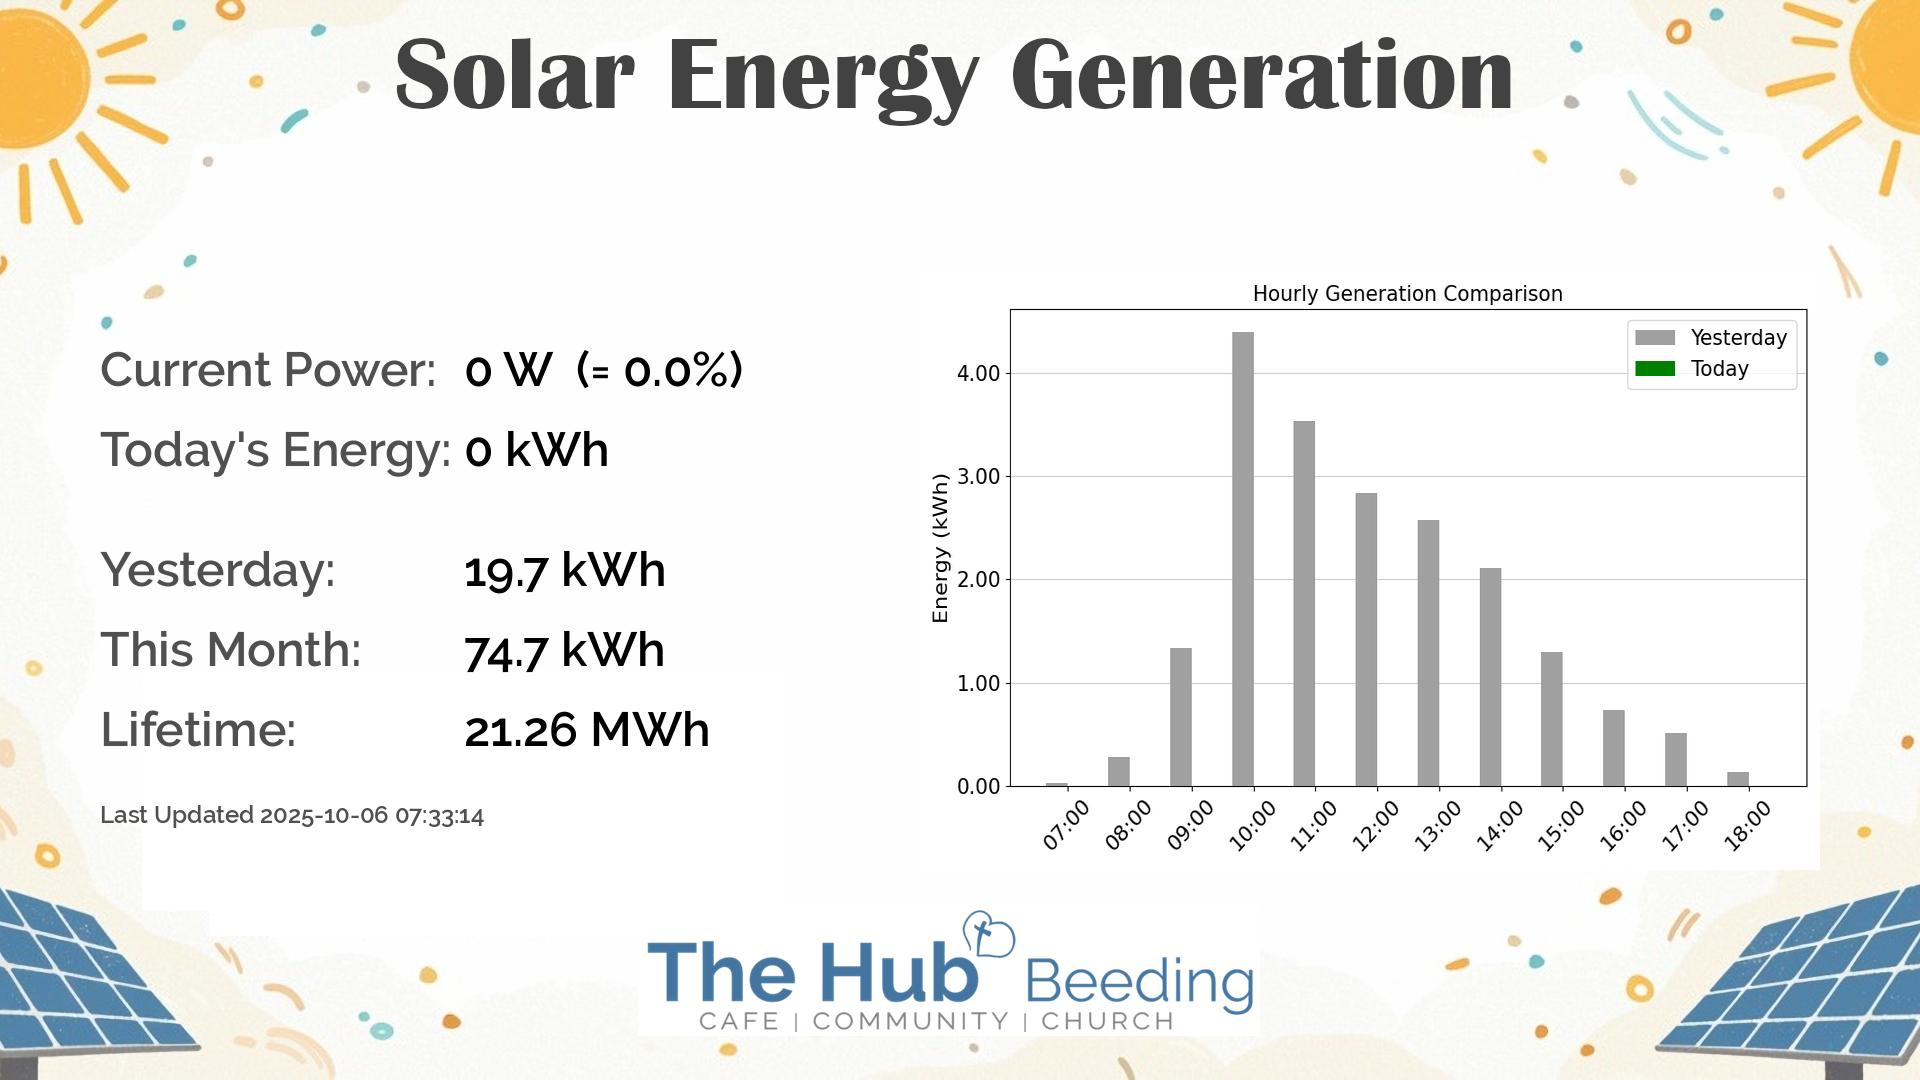 Solar Energy Generation
Current Power: 0 W (= 0.0%)
Today's Energy: 0 kWh
Yesterday: 19.7 kWh
This Month: 74.7 kWh
Lifetime: 21.26 MWh
Last Updated 2025-10-06 07:33:14
Hourly Generation Comparison
Yesterday
Today
Energy (kWh)
4.00
3.00
2.00
1.00
0.00
07:00 08:00 09:00 10:00 11:00 12:00 13:00 14:00 15:00 16:00 17:00 18:00
The Hub Beeding
CAFE | COMMUNITY | CHURCH